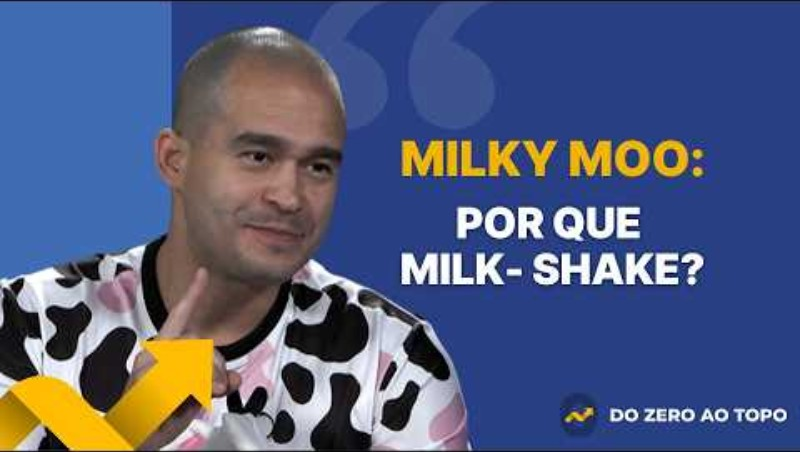 MILKY MOO:
POR QUE
MILK- SHAKE?
DO ZERO AO TOPO